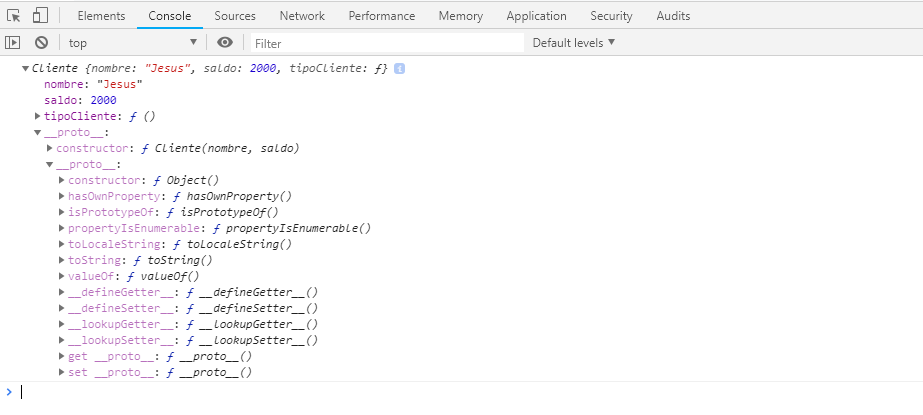 Elements Console Sources Network Performance Memory Application Security Audits
top Filter Default levels
Cliente {nombre: "Jesus", saldo: 2000, tipoCliente: ƒ} i
nombre: "Jesus"
saldo: 2000
tipoCliente: ƒ ()
__proto__:
constructor: ƒ Cliente(nombre, saldo)
__proto__:
constructor: ƒ Object()
hasOwnProperty: ƒ hasOwnProperty()
isPrototypeOf: ƒ isPrototypeOf()
propertyIsEnumerable: ƒ propertyIsEnumerable()
toLocaleString: ƒ toLocaleString()
toString: ƒ toString()
valueOf: ƒ valueOf()
__defineGetter__: ƒ __defineGetter__()
__defineSetter__: ƒ __defineSetter__()
__lookupGetter__: ƒ __lookupGetter__()
__lookupSetter__: ƒ __lookupSetter__()
get __proto__: ƒ __proto__()
set __proto__: ƒ __proto__()